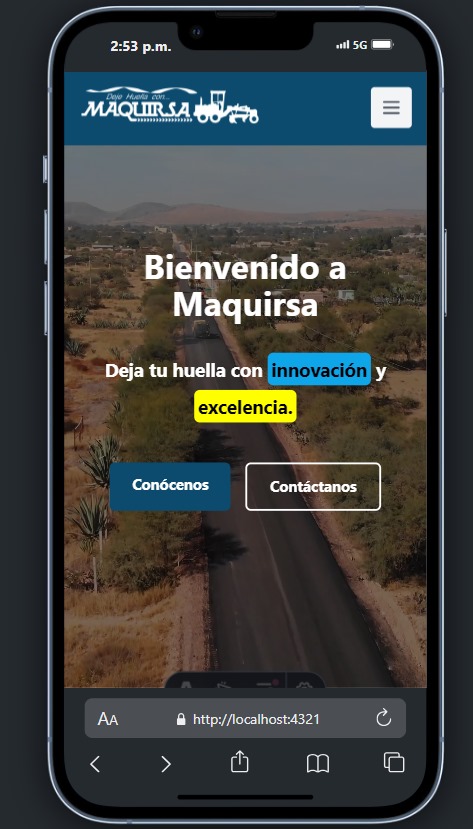 2:53 p.m. 5G
Deje Huella con...
MAQUIRSA
Bienvenido a
Maquirsa
Deja tu huella con innovación y
excelencia.
Conócenos Contáctanos
AA http://localhost:4321